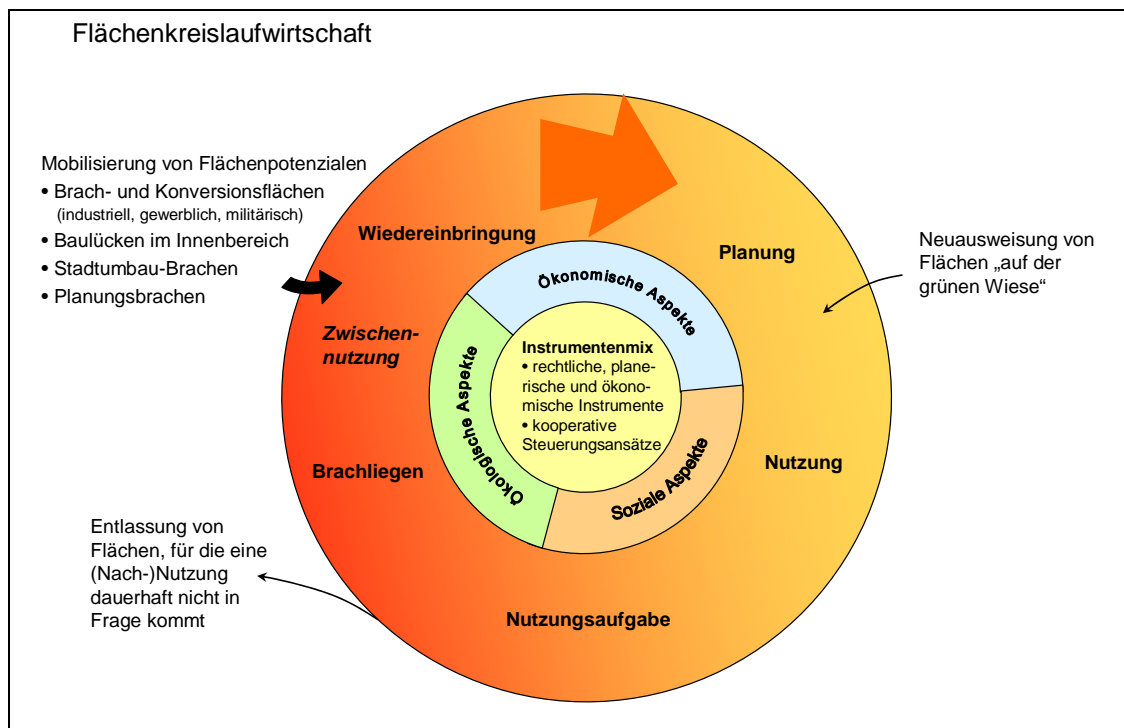 Flächenkreislaufwirtschaft
Mobilisierung von Flächenpotenzialen
• Brach- und Konversionsflächen
(industriell, gewerblich, militärisch)
• Baulücken im Innenbereich
• Stadtumbau-Brachen
• Planungsbrachen
Wiedereinbringung
Planung
Neuausweisung von
Flächen „auf der
grünen Wiese“
Zwischen-
nutzung
Ökonomische Aspekte
Ökologische Aspekte
Soziale Aspekte
Instrumentenmix
• rechtliche, plane-
rische und ökono-
mische Instrumente
• kooperative
Steuerungsansätze
Brachliegen
Nutzung
Entlassung von
Flächen, für die eine
(Nach-)Nutzung
dauerhaft nicht in
Frage kommt
Nutzungsaufgabe